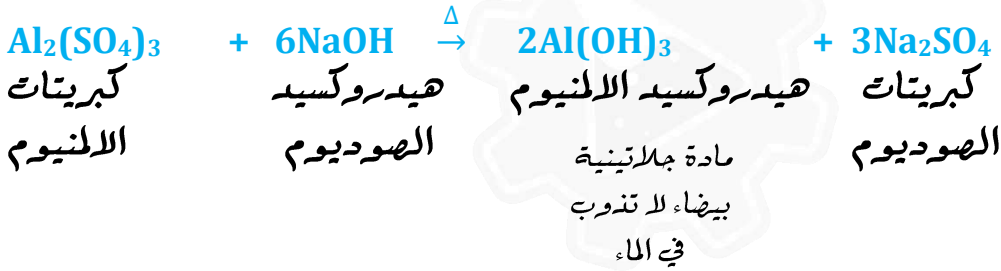 Al₂(SO₄)₃ + 6NaOH Δ→ 2Al(OH)₃ + 3Na₂SO₄
كبريتات هيدروكسيد هيدروكسيد الالمنيوم كبريتات
الالمنيوم الصوديوم الصوديوم
مادة جلاتينية
بيضاء لا تذوب
في الماء